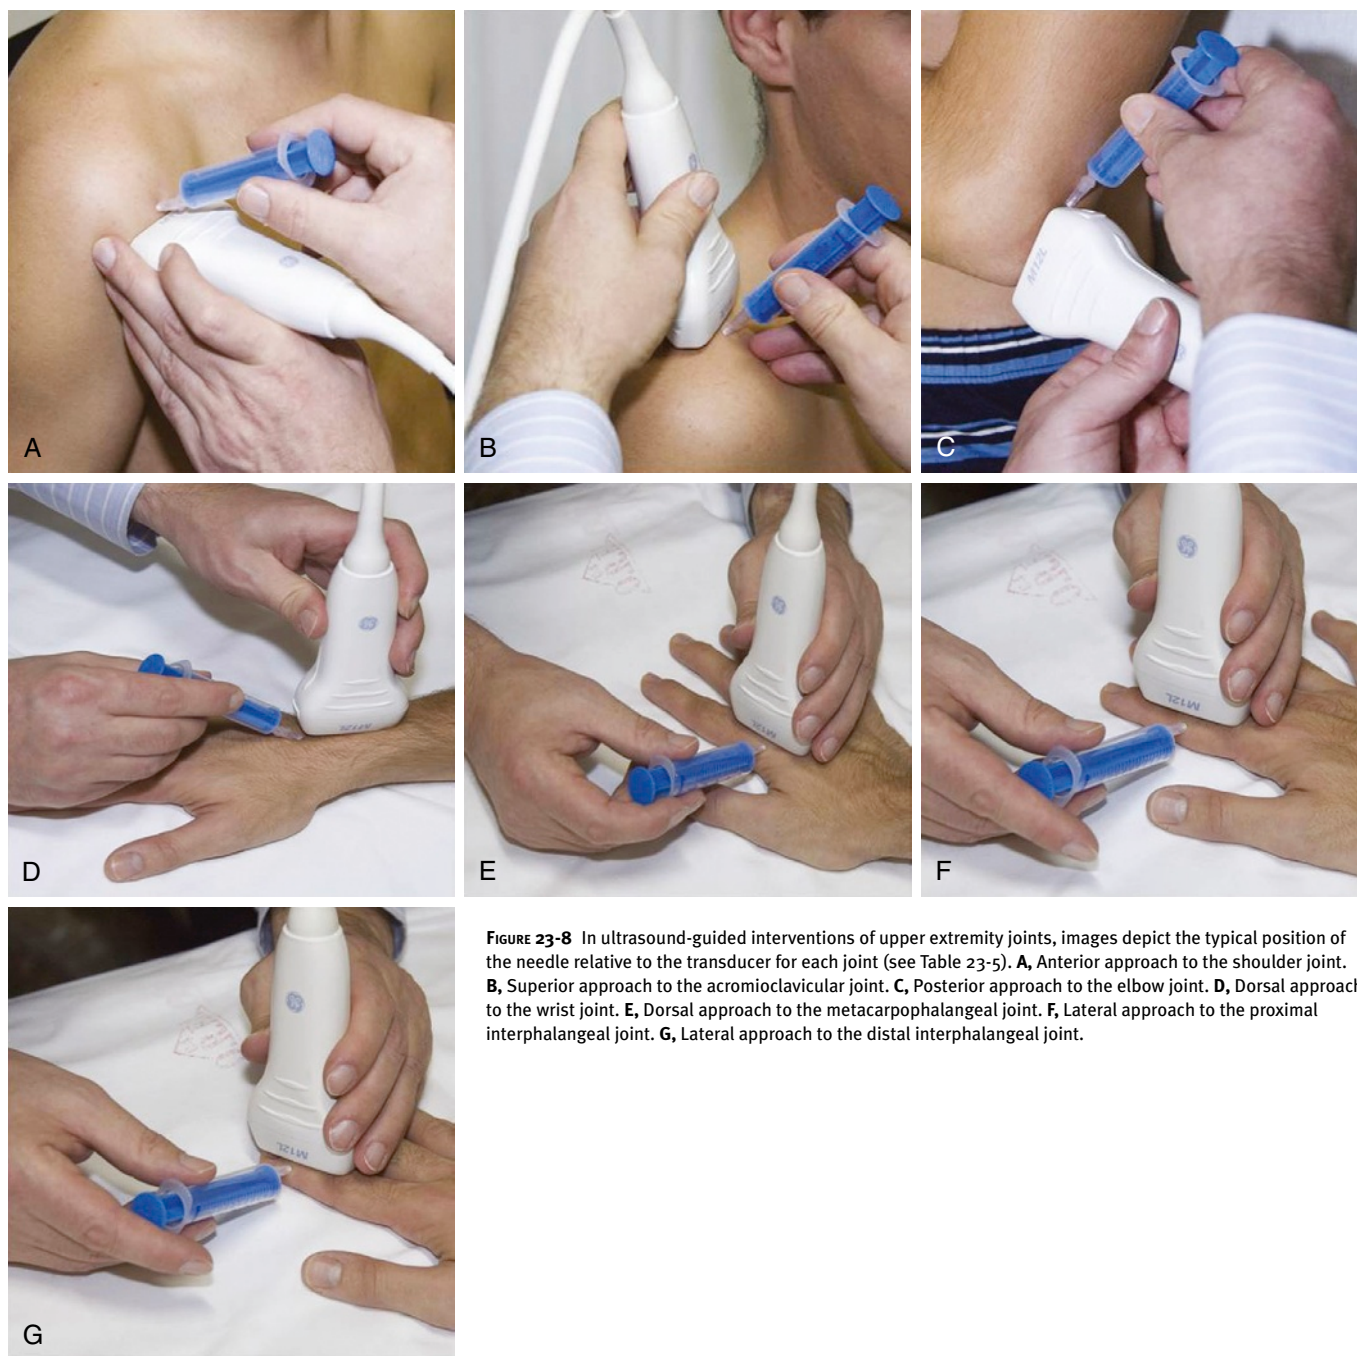 A
B
C
M12L
D
M12L
E
M12L
F
M12L
G
M12L
FIGURE 23-8 In ultrasound-guided interventions of upper extremity joints, images depict the typical position of
the needle relative to the transducer for each joint (see Table 23-5). A, Anterior approach to the shoulder joint.
B, Superior approach to the acromioclavicular joint. C, Posterior approach to the elbow joint. D, Dorsal approach
to the wrist joint. E, Dorsal approach to the metacarpophalangeal joint. F, Lateral approach to the proximal
interphalangeal joint. G, Lateral approach to the distal interphalangeal joint.